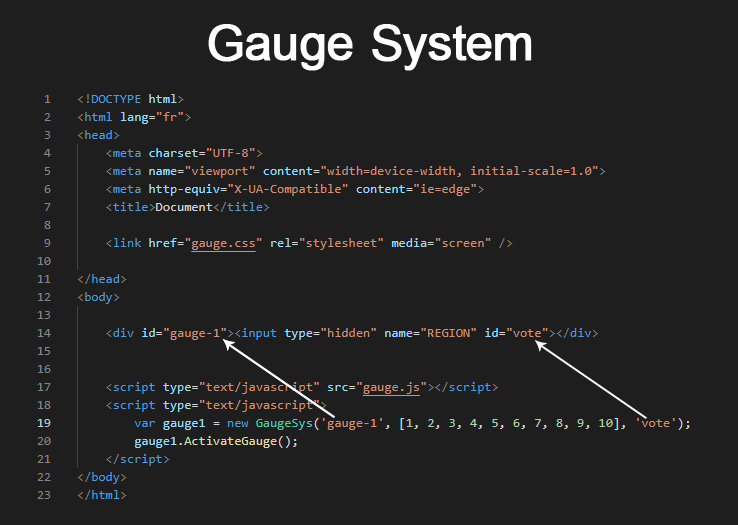 Gauge System
1 <!DOCTYPE html>
2 <html lang="fr">
3 <head>
4 <meta charset="UTF-8">
5 <meta name="viewport" content="width=device-width, initial-scale=1.0">
6 <meta http-equiv="X-UA-Compatible" content="ie=edge">
7 <title>Document</title>
8
9 <link href="gauge.css" rel="stylesheet" media="screen" />
10
11 </head>
12 <body>
13
14 <div id="gauge-1"><input type="hidden" name="REGION" id="vote"></div>
15
16
17 <script type="text/javascript" src="gauge.js"></script>
18 <script type="text/javascript">
19 var gauge1 = new GaugeSys('gauge-1', [1, 2, 3, 4, 5, 6, 7, 8, 9, 10], 'vote');
20 gauge1.ActivateGauge();
21 </script>
22 </body>
23 </html>